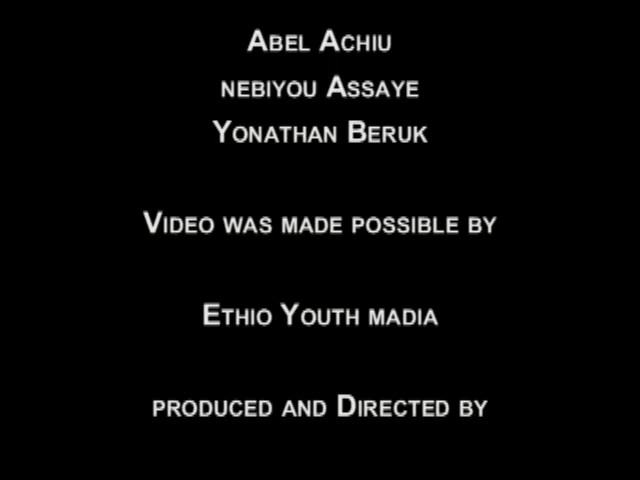 Abel Achiu
nebiyou Assaye
Yonathan Beruk
Video was made possible by
Ethio Youth madia
produced and Directed by